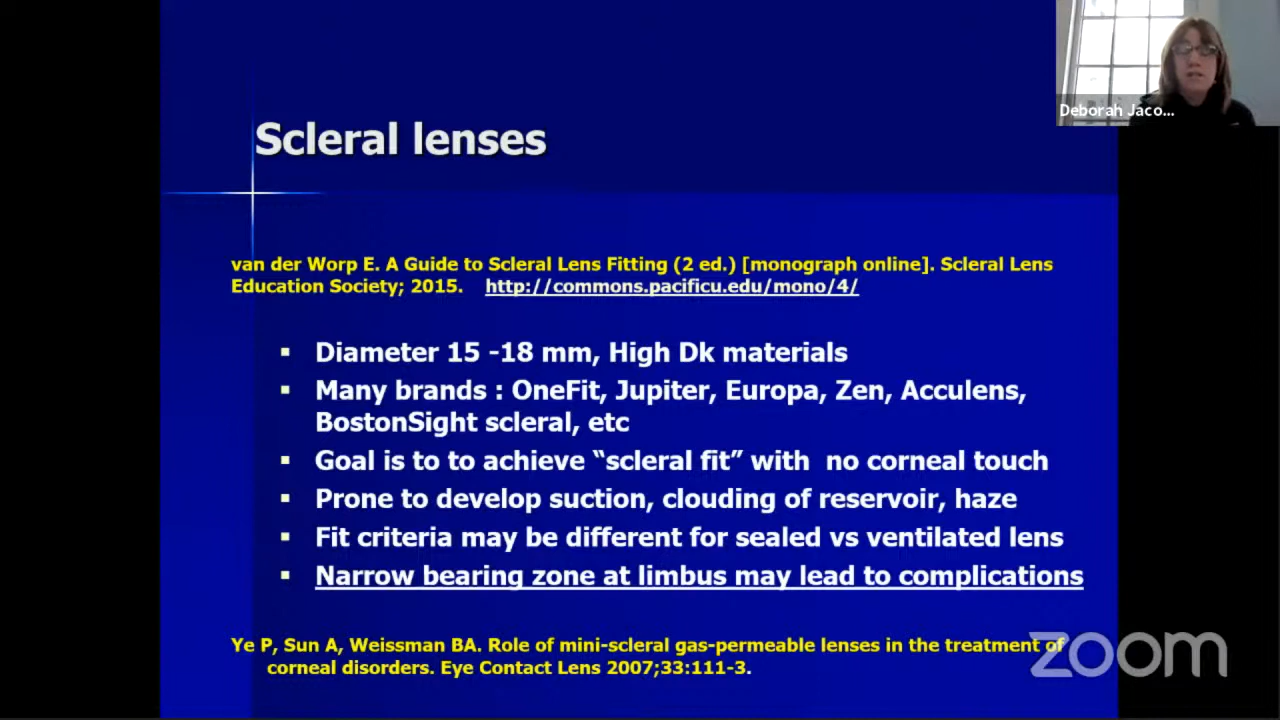 Deborah Jaco...
Scleral lenses
van der Worp E. A Guide to Scleral Lens Fitting (2 ed.) [monograph online]. Scleral Lens
Education Society; 2015. http://commons.pacificu.edu/mono/4/
▪ Diameter 15 -18 mm, High Dk materials
▪ Many brands : OneFit, Jupiter, Europa, Zen, Acculens,
BostonSight scleral, etc
▪ Goal is to to achieve “scleral fit” with no corneal touch
▪ Prone to develop suction, clouding of reservoir, haze
▪ Fit criteria may be different for sealed vs ventilated lens
▪ Narrow bearing zone at limbus may lead to complications
Ye P, Sun A, Weissman BA. Role of mini-scleral gas-permeable lenses in the treatment of
corneal disorders. Eye Contact Lens 2007;33:111-3.
zoom